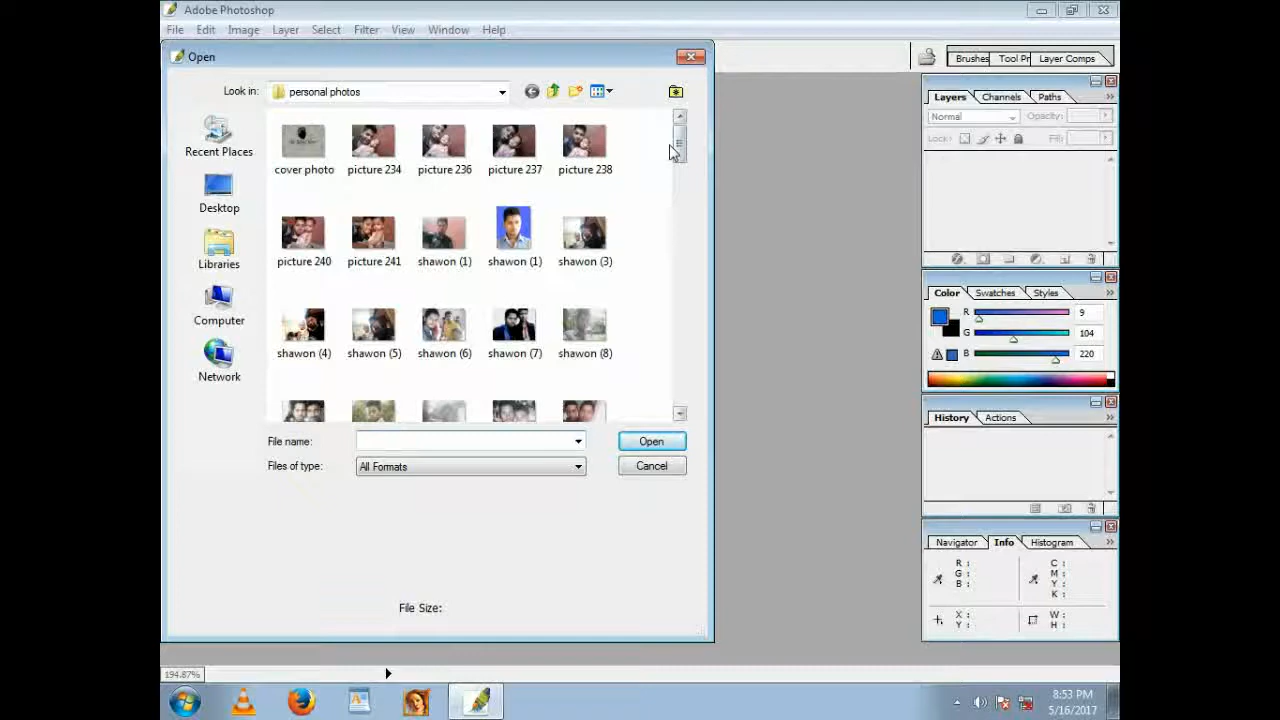 Adobe Photoshop
File Edit Image Layer Select Filter View Window Help
Open
Brushes Tool Pr Layer Comps
Look in: personal photos
Recent Places
Desktop
Libraries
Computer
Network
cover photo picture 234 picture 236 picture 237 picture 238
picture 240 picture 241 shawon (1) shawon (1) shawon (3)
shawon (4) shawon (5) shawon (6) shawon (7) shawon (8)
File name: Open
Files of type: All Formats Cancel
File Size:
Layers Channels Paths
Normal Opacity:
Lock: Fill:
Color Swatches Styles
R 9
G 104
B 220
History Actions
Navigator Info Histogram
R : C :
G : M :
B : Y :
K :
X : W :
Y : H :
194.87%
8:53 PM
5/16/2017